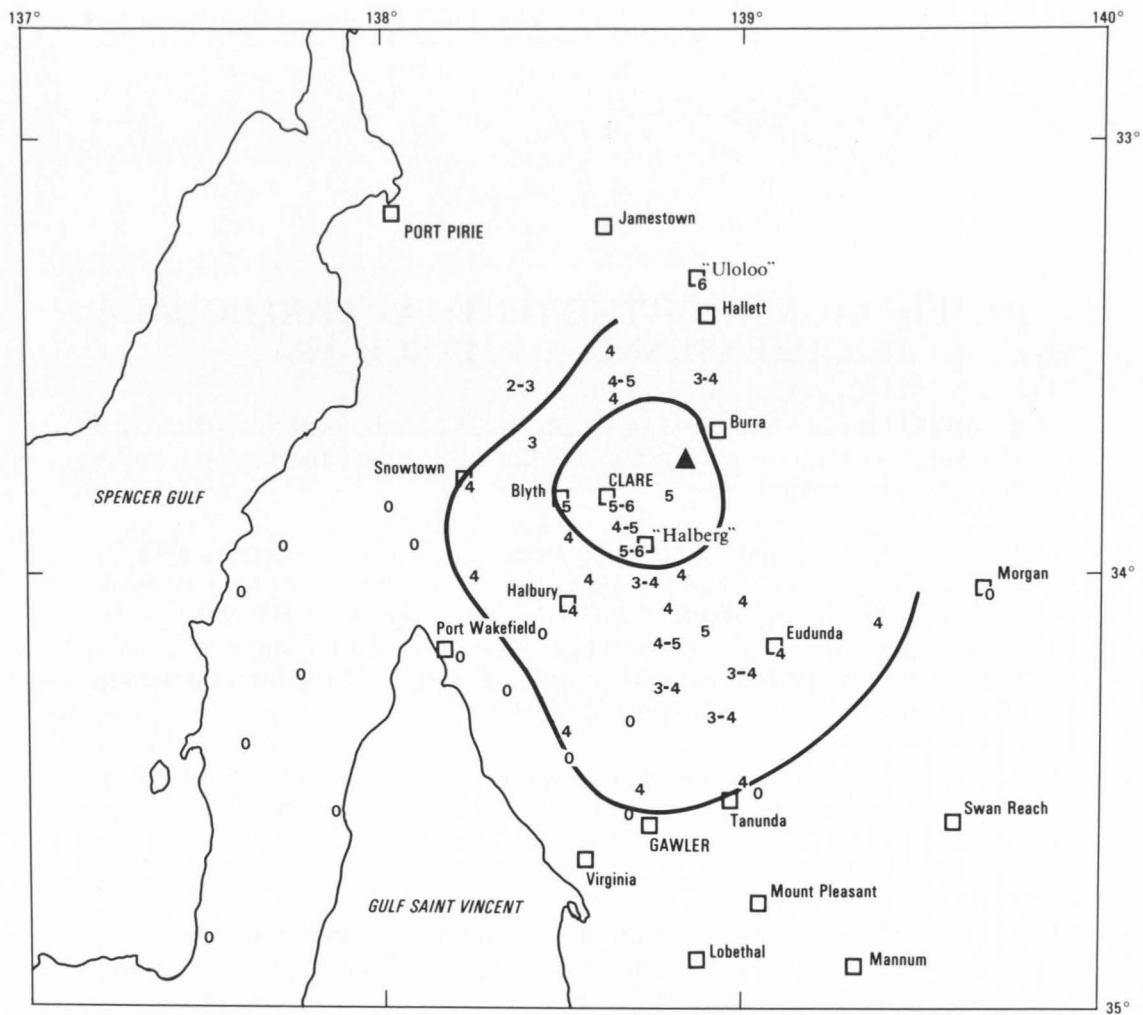 137°
138°
139°
140°
33°
Jamestown
PORT PIRIE
"Uloloo"
6
Hallett
4
2-3
4-5
3-4
4
Burra
3
Snowtown
4
CLARE
Blyth
5
5-6
5
SPENCER GULF
0
4-5
"Halberg"
0
0
4
5-6
34°
4
4
3-4
4
Morgan
0
0
Halbury
4
4
4
4
Port Wakefield
0
5
Eudunda
4
0
4-5
4
0
3-4
3-4
0
0
3-4
4
0
0
4
4
0
0
0
Tanunda
Swan Reach
GAWLER
Virginia
Mount Pleasant
GULF SAINT VINCENT
0
Lobethal
Mannum
35°